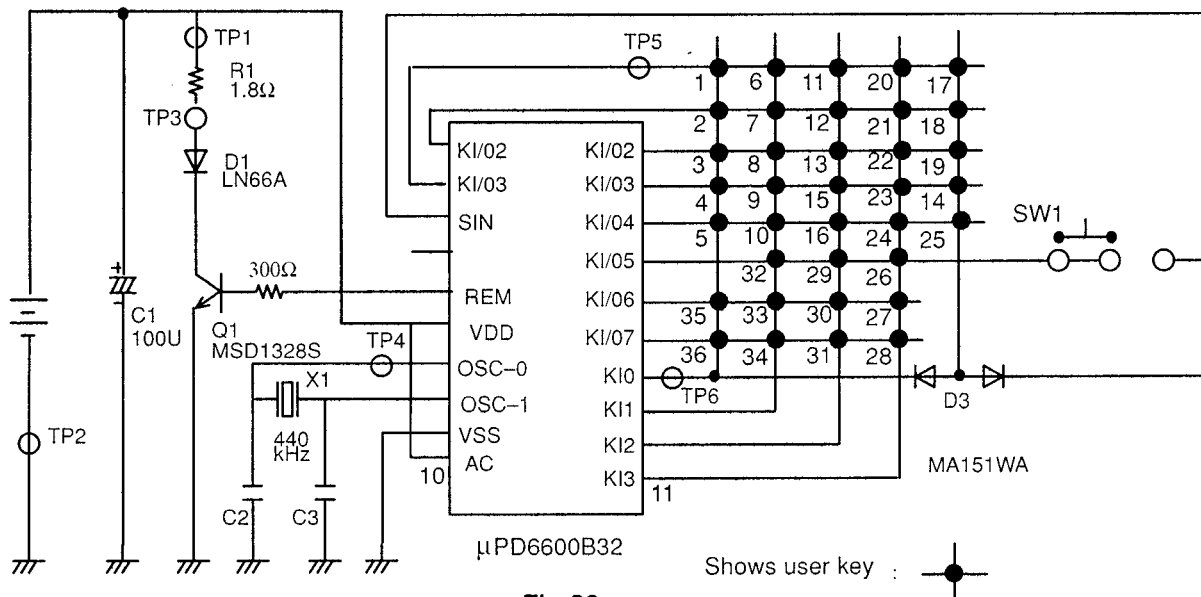 TP1
R1
1.8Ω
TP3
D1
LN66A
300Ω
Q1
MSD1328S
+
-
C1
100U
TP2
TP4
X1
440
kHz
C2
C3
KI/02
KI/03
SIN
REM
VDD
OSC-0
OSC-1
VSS
AC
10
KI/02
KI/03
KI/04
KI/05
KI/06
KI/07
KI0
KI1
KI2
KI3
11
µPD6600B32
TP5
1 6 11 20 17
2 7 12 21 18
3 8 13 22 19
4 9 15 23 14
5 10 16 24 25
32 29 26
35 33 30 27
36 34 31 28
TP6
D3
MA151WA
SW1
Shows user key :